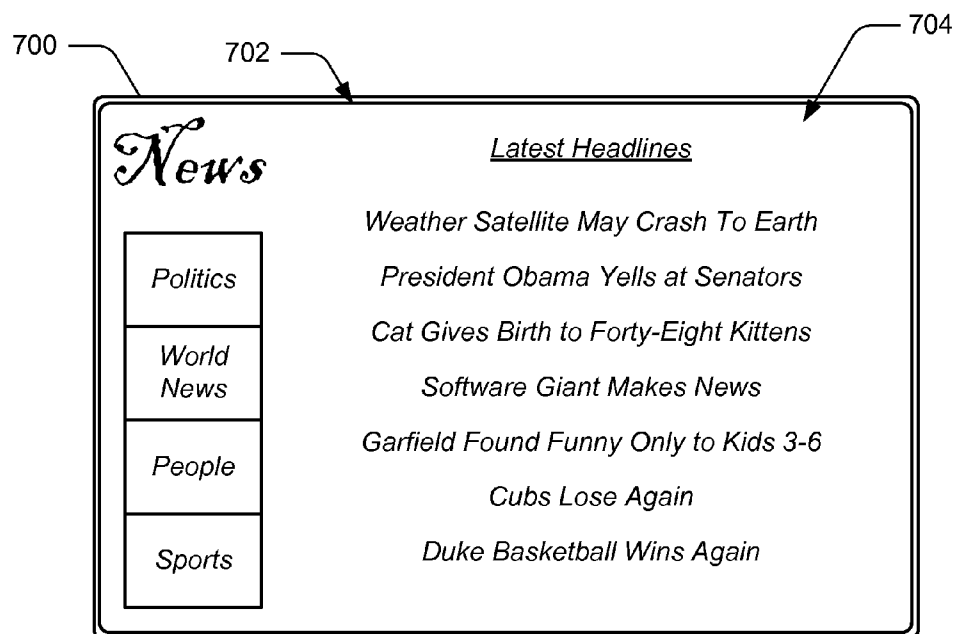 700
702
704
News
Latest Headlines
Weather Satellite May Crash To Earth
President Obama Yells at Senators
Cat Gives Birth to Forty-Eight Kittens
Software Giant Makes News
Garfield Found Funny Only to Kids 3-6
Cubs Lose Again
Duke Basketball Wins Again
Politics
World
News
People
Sports